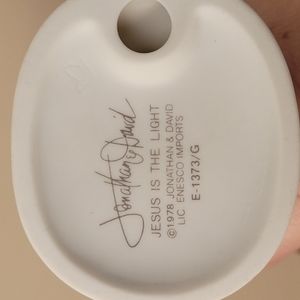 Jonathan & David
JESUS IS THE LIGHT
©1978 JONATHAN & DAVID
LIC ENESCO IMPORTS
E-1373/G